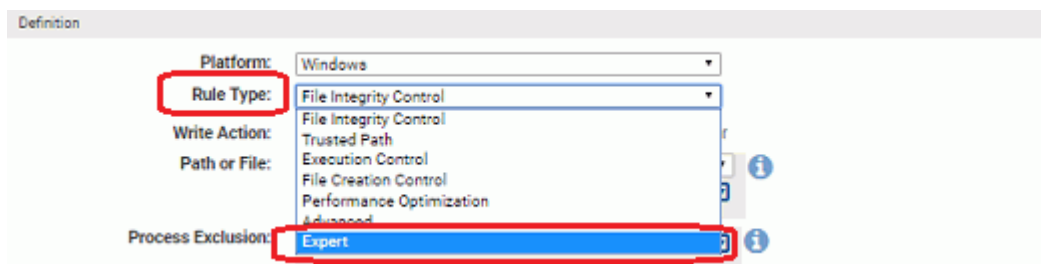 Definition
Platform: Windows
Rule Type: File Integrity Control
File Integrity Control
Write Action: Trusted Path
Path or File: Execution Control
File Creation Control
Performance Optimization
Advanced
Process Exclusion: Expert